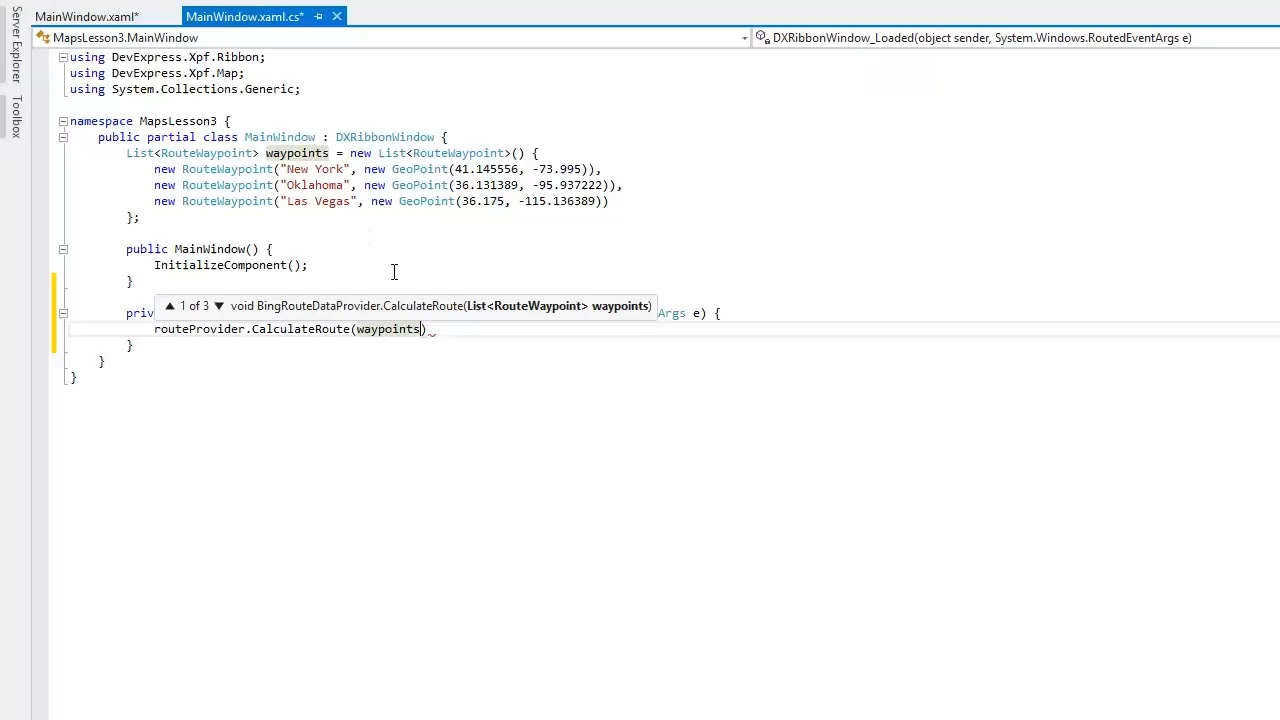 MainWindow.xaml*
MainWindow.xaml.cs*
Server Explorer
Toolbox
MapsLesson3.MainWindow
DXRibbonWindow_Loaded(object sender, System.Windows.RoutedEventArgs e)
using DevExpress.Xpf.Ribbon;
using DevExpress.Xpf.Map;
using System.Collections.Generic;
namespace MapsLesson3 {
public partial class MainWindow : DXRibbonWindow {
List<RouteWaypoint> waypoints = new List<RouteWaypoint>() {
new RouteWaypoint("New York", new GeoPoint(41.145556, -73.995)),
new RouteWaypoint("Oklahoma", new GeoPoint(36.131389, -95.937222)),
new RouteWaypoint("Las Vegas", new GeoPoint(36.175, -115.136389))
};
public MainWindow() {
InitializeComponent();
}
▲ 1 of 3 ▼ void BingRouteDataProvider.CalculateRoute(List<RouteWaypoint> waypoints)
priv Args e) {
routeProvider.CalculateRoute(waypoints)
}
}
}